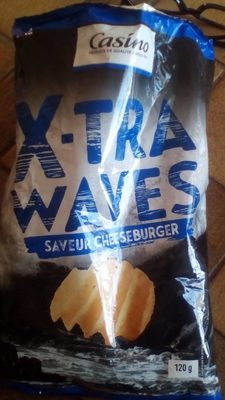 Casino
X-TRA
WAVES
SAVEUR CHEESEBURGER
120 g